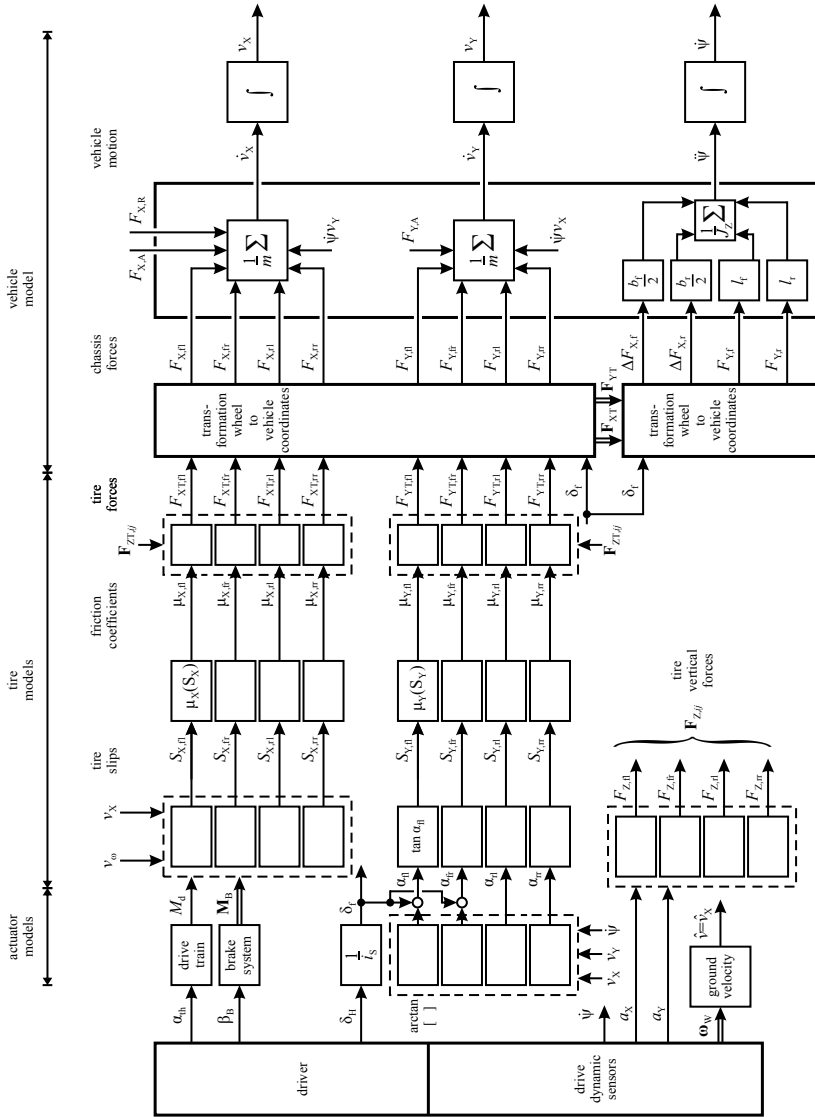 actuator
models
tire
models
vehicle
model
tire
slips
friction
coefficients
tire
forces
chassis
forces
vehicle
motion
driver
drive
dynamic
sensors
α_th
drive
train
M_d
β_B
brake
system
M_B
δ_H
1/i_S
δ_f
v_ω
v_X
S_X,fl
S_X,fr
S_X,rl
S_X,rr
μ_X(S_X)
μ_X,fl
μ_X,fr
μ_X,rl
μ_X,rr
F_ZT,ij
F_XT,fl
F_XT,fr
F_XT,rl
F_XT,rr
trans-
formation
wheel
to
vehicle
coordinates
F_X,fl
F_X,fr
F_X,rl
F_X,rr
F_X,A
F_X,R
1/m Σ
ψ̇v_Y
v̇_X
∫
v_X
arctan
[ ]
v_X
v_Y
ψ̇
α_fl
α_fr
α_rl
α_rr
tan α_fl
S_Y,fl
S_Y,fr
S_Y,rl
S_Y,rr
μ_Y(S_Y)
μ_Y,fl
μ_Y,fr
μ_Y,rl
μ_Y,rr
F_ZT,ij
F_YT,fl
F_YT,fr
F_YT,rl
F_YT,rr
δ_f
δ_f
F_Y,fl
F_Y,fr
F_Y,rl
F_Y,rr
F_Y,A
1/m Σ
ψ̇v_X
v̇_Y
∫
v_Y
F_XT
F_YT
trans-
formation
wheel
to
vehicle
coordinates
ΔF_X,f
ΔF_X,r
F_Y,f
F_Y,r
b_f/2
b_r/2
l_f
l_r
1/J_Z Σ
ψ̈
∫
ψ̇
ψ̇
a_X
a_Y
ω_W
ground
velocity
v̂=v̂_X
F_Z,fl
F_Z,fr
F_Z,rl
F_Z,rr
F_Z,ij
tire
vertical
forces